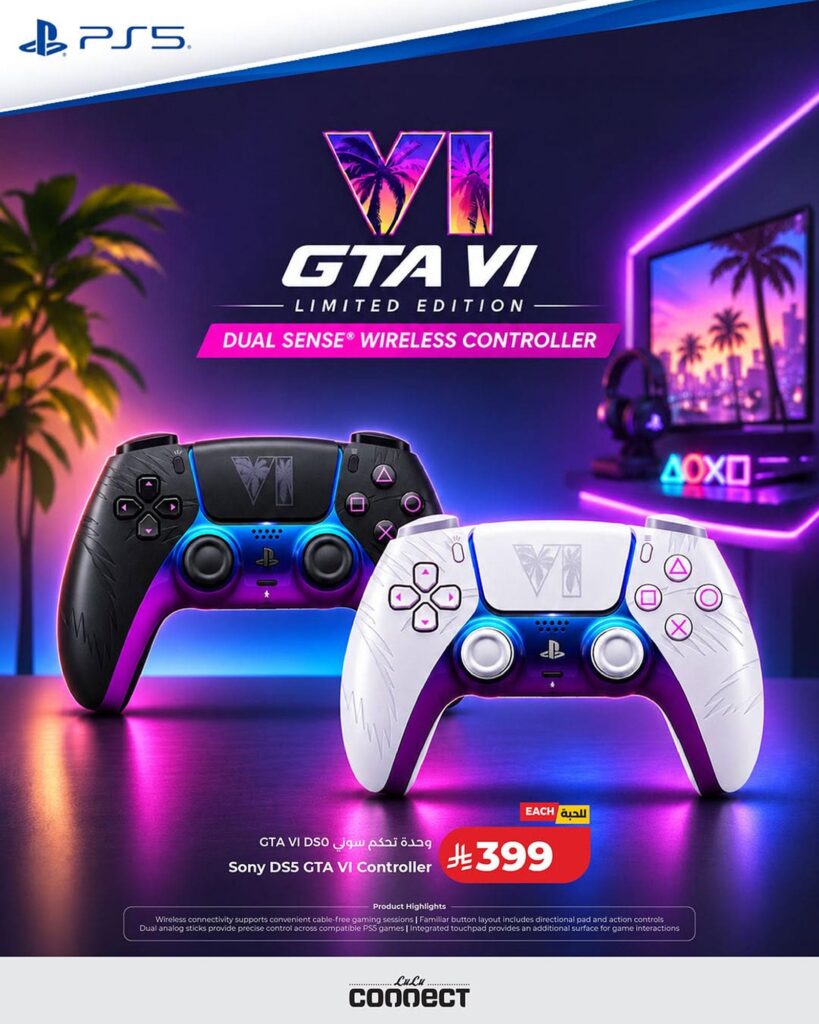 PS5
VI
GTA VI
LIMITED EDITION
DUAL SENSE® WIRELESS CONTROLLER
VI
VI
EACH للحبة
وحدة تحكم سوني GTA VI DS0
Sony DS5 GTA VI Controller
399
Product Highlights
Wireless connectivity supports convenient cable-free gaming sessions | Familiar button layout includes directional pad and action controls
Dual analog sticks provide precise control across compatible PS5 games | Integrated touchpad provides an additional surface for game interactions
LuLu
CONNECT